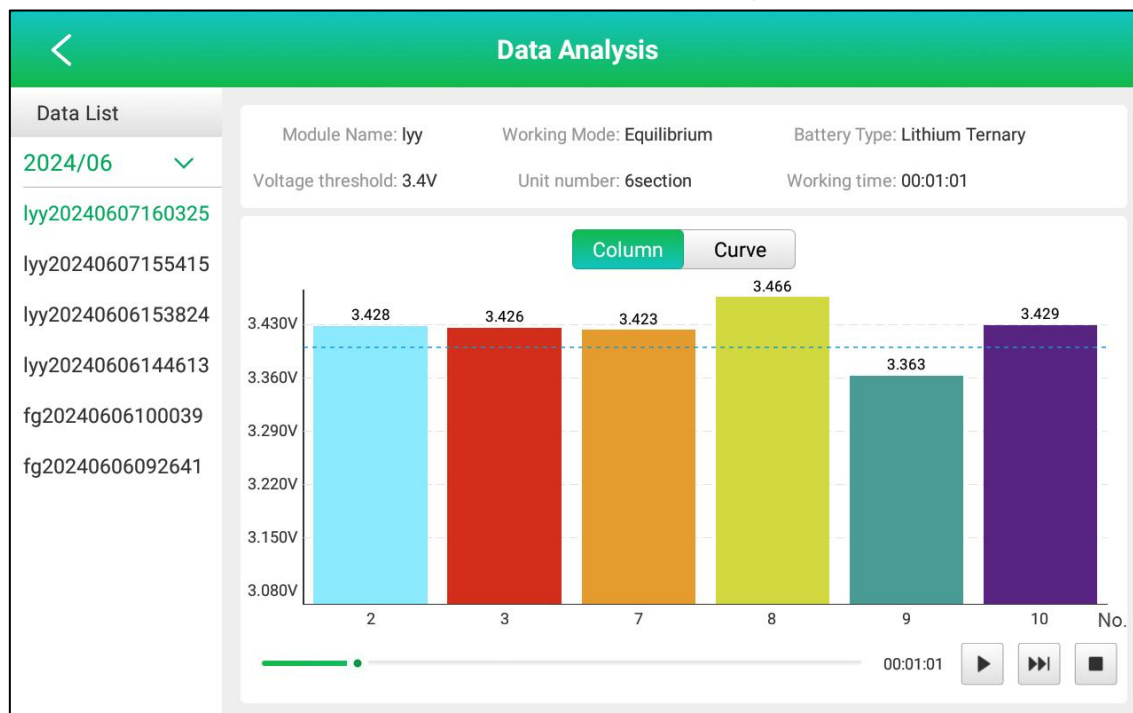 Data Analysis
Data List
2024/06
lyy20240607160325
lyy20240607155415
lyy20240606153824
lyy20240606144613
fg20240606100039
fg20240606092641
Module Name: lyy Working Mode: Equilibrium Battery Type: Lithium Ternary
Voltage threshold: 3.4V Unit number: 6section Working time: 00:01:01
Column Curve
3.430V
3.360V
3.290V
3.220V
3.150V
3.080V
3.428 3.426 3.423 3.466 3.363 3.429
2 3 7 8 9 10 No.
00:01:01